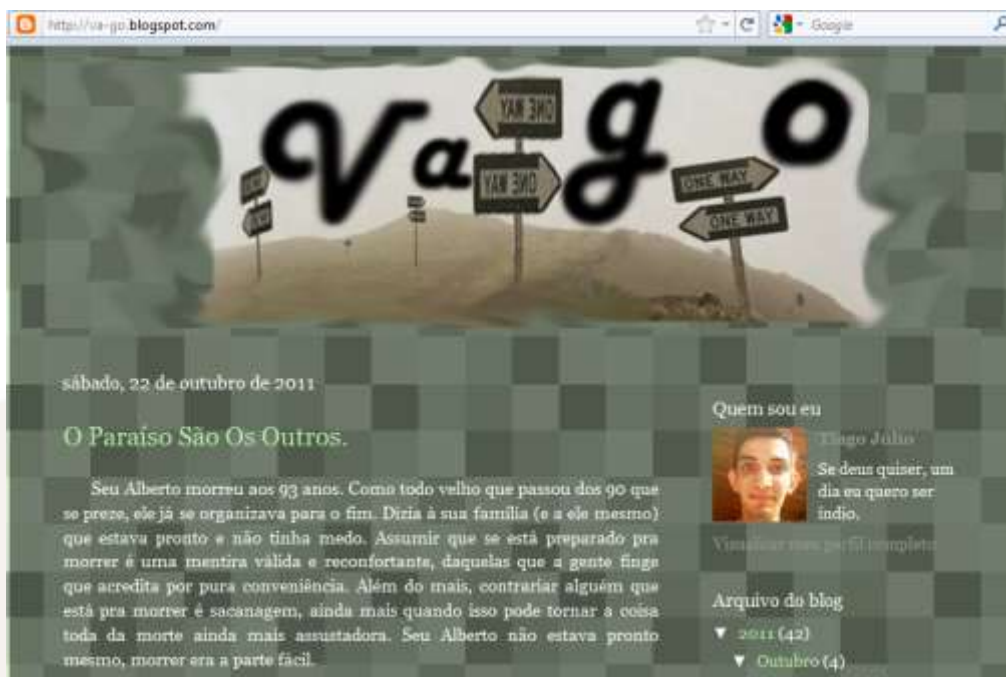 http://va-go.blogspot.com/
Google
Va go
ONE WAY
ONE WAY
ONE WAY
ONE WAY
sábado, 22 de outubro de 2011
O Paraíso São Os Outros.
Seu Alberto morreu aos 93 anos. Como todo velho que passou dos 90 que
se preze, ele já se organizava para o fim. Dizia à sua família (e a ele mesmo)
que estava pronto e não tinha medo. Assumir que se está preparado pra
morrer é uma mentira válida e reconfortante, daquelas que a gente finge
que acredita por pura conveniência. Além do mais, contrariar alguém que
está pra morrer é sacanagem, ainda mais quando isso pode tornar a coisa
toda da morte ainda mais assustadora. Seu Alberto não estava pronto
mesmo, morrer era a parte fácil.
Quem sou eu
Tiago Júlio
Se deus quiser, um
dia eu quero ser
índio.
Visualizar meu perfil completo
Arquivo do blog
▼ 2011 (42)
▼ Outubro (4)